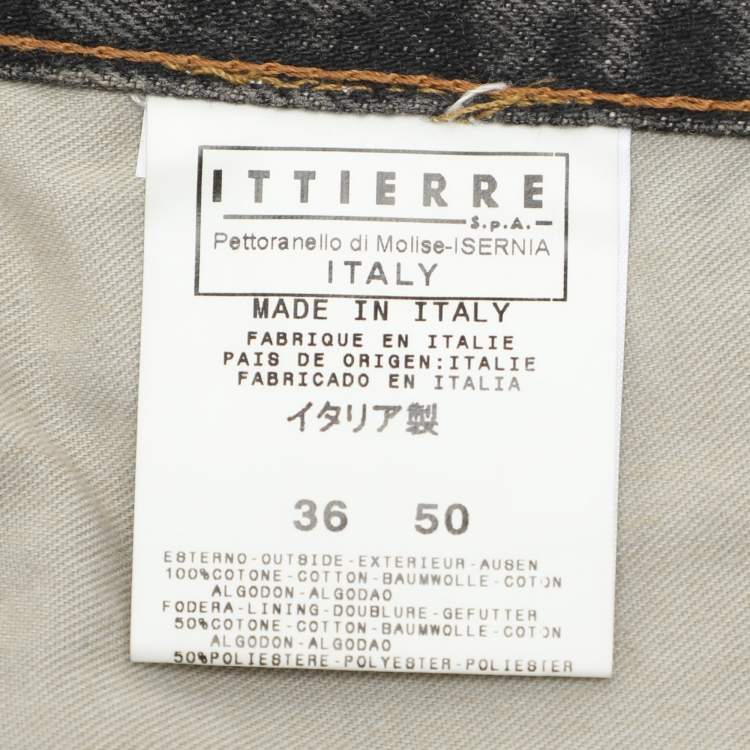 ITTIERRE
S.p.A.
Pettoranello di Molise-ISERNIA
ITALY
MADE IN ITALY
FABRIQUE EN ITALIE
PAIS DE ORIGEN:ITALIE
FABRICADO EN ITALIA
イタリア製
36 50
ESTERNO-OUTSIDE-EXTERIEUR-AUSEN
100%COTONE-COTTON-BAUMWOLLE-COTON
ALGODON-ALGODAO
FODERA-LINING-DOUBLURE-GEFUTTER
50%COTONE-COTTON-BAUMWOLLE-COTON
ALGODON-ALGODAO
50%POLIESTERE-POLYESTER-POLIESTER